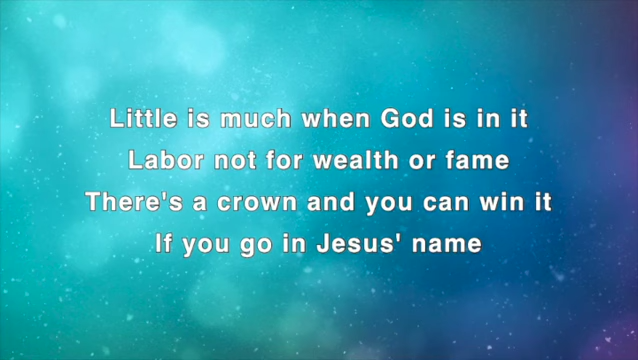 Little is much when God is in it
Labor not for wealth or fame
There's a crown and you can win it
If you go in Jesus' name